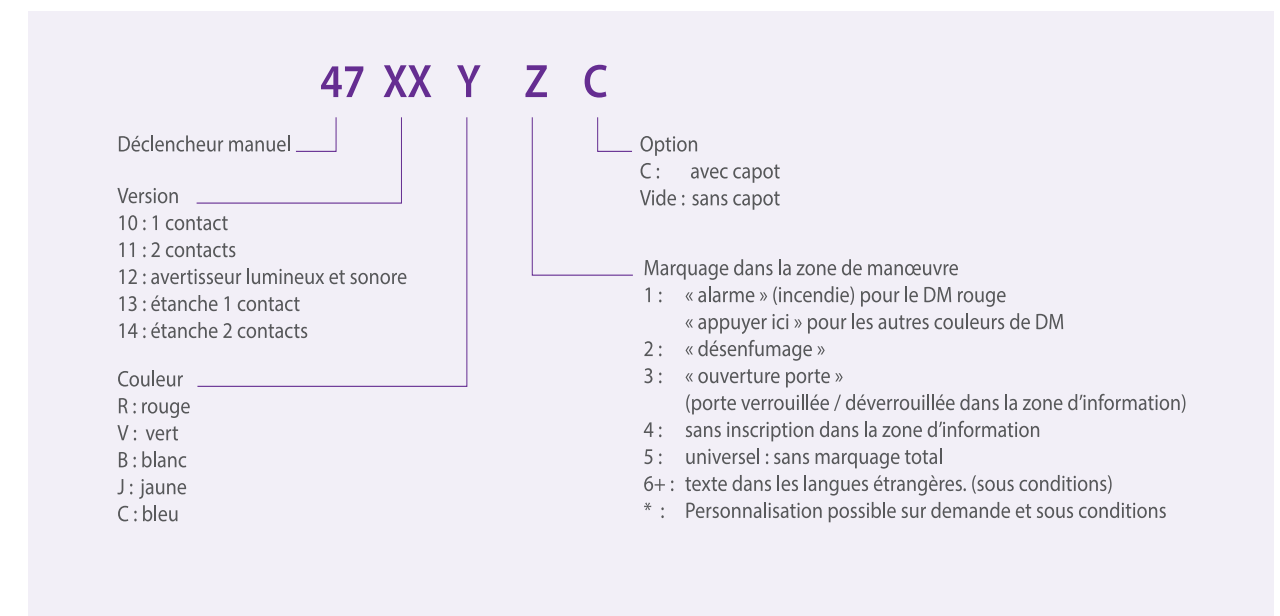 47 XX Y Z C
Déclencheur manuel
Version
10 : 1 contact
11 : 2 contacts
12 : avertisseur lumineux et sonore
13 : étanche 1 contact
14 : étanche 2 contacts
Couleur
R : rouge
V : vert
B : blanc
J : jaune
C : bleu
Option
C : avec capot
Vide : sans capot
Marquage dans la zone de manœuvre
1 : « alarme » (incendie) pour le DM rouge
« appuyer ici » pour les autres couleurs de DM
2 : « désenfumage »
3 : « ouverture porte »
(porte verrouillée / déverrouillée dans la zone d’information)
4 : sans inscription dans la zone d’information
5 : universel : sans marquage total
6+ : texte dans les langues étrangères. (sous conditions)
* : Personnalisation possible sur demande et sous conditions